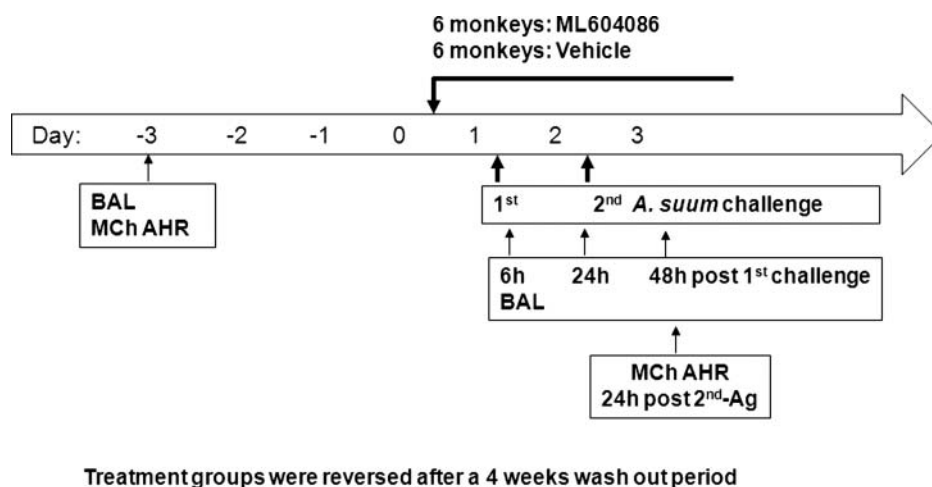 6 monkeys: ML604086
6 monkeys: Vehicle
Day: -3 -2 -1 0 1 2 3
BAL
MCh AHR
1st 2nd A. suum challenge
6h 24h 48h post 1st challenge
BAL
MCh AHR
24h post 2nd-Ag
Treatment groups were reversed after a 4 weeks wash out period